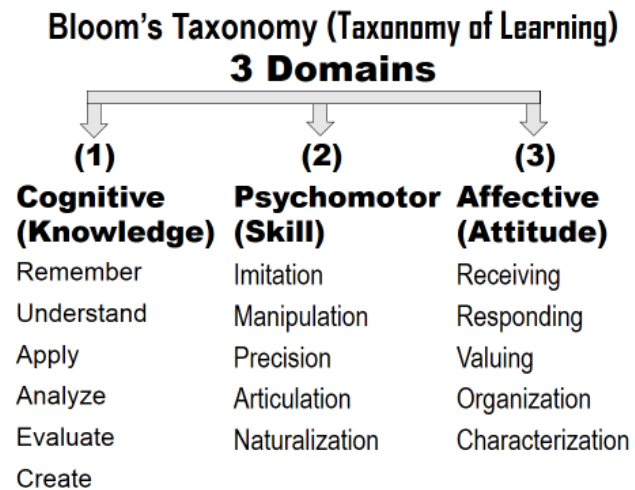 Bloom's Taxonomy (Taxonomy of Learning)
3 Domains
(1)
Cognitive
(Knowledge)
Remember
Understand
Apply
Analyze
Evaluate
Create
(2)
Psychomotor
(Skill)
Imitation
Manipulation
Precision
Articulation
Naturalization
(3)
Affective
(Attitude)
Receiving
Responding
Valuing
Organization
Characterization